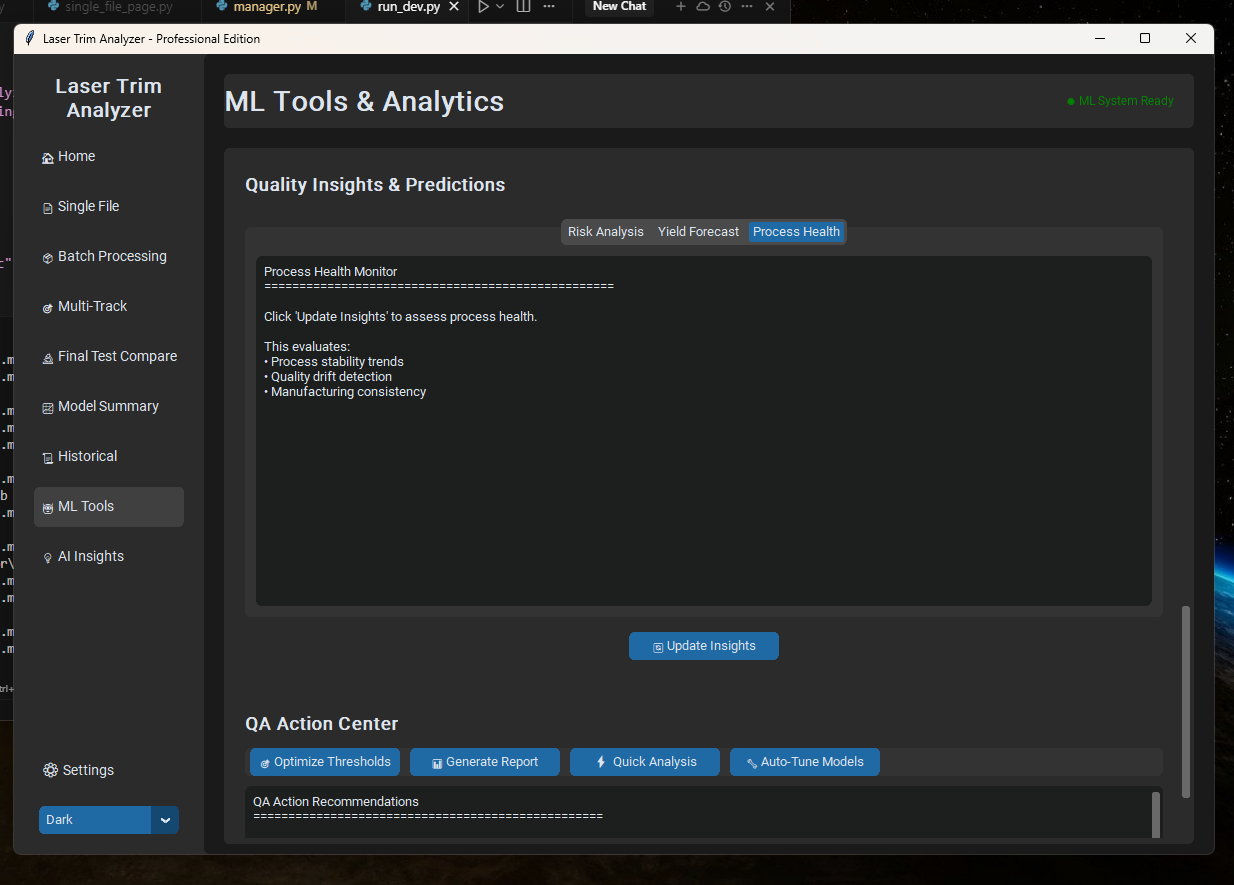 single_file_page.py
manager.py M
run_dev.py
New Chat
Laser Trim Analyzer - Professional Edition
Laser Trim
Analyzer
Home
Single File
Batch Processing
Multi-Track
Final Test Compare
Model Summary
Historical
ML Tools
AI Insights
Settings
Dark
ML Tools & Analytics
● ML System Ready
Quality Insights & Predictions
Risk Analysis
Yield Forecast
Process Health
Process Health Monitor
==================================================
Click 'Update Insights' to assess process health.
This evaluates:
• Process stability trends
• Quality drift detection
• Manufacturing consistency
Update Insights
QA Action Center
Optimize Thresholds
Generate Report
Quick Analysis
Auto-Tune Models
QA Action Recommendations
==================================================